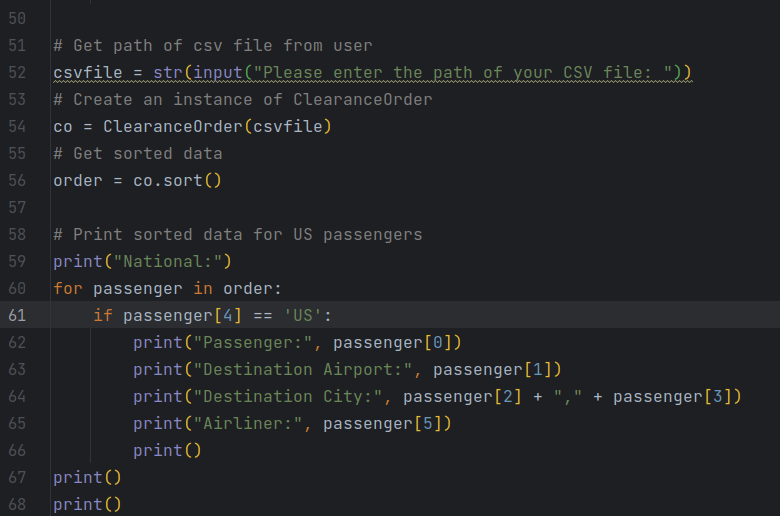 50
51 # Get path of csv file from user
52 csvfile = str(input("Please enter the path of your CSV file: "))
53 # Create an instance of ClearanceOrder
54 co = ClearanceOrder(csvfile)
55 # Get sorted data
56 order = co.sort()
57
58 # Print sorted data for US passengers
59 print("National:")
60 for passenger in order:
61     if passenger[4] == 'US':
62         print("Passenger:", passenger[0])
63         print("Destination Airport:", passenger[1])
64         print("Destination City:", passenger[2] + "," + passenger[3])
65         print("Airliner:", passenger[5])
66         print()
67 print()
68 print()